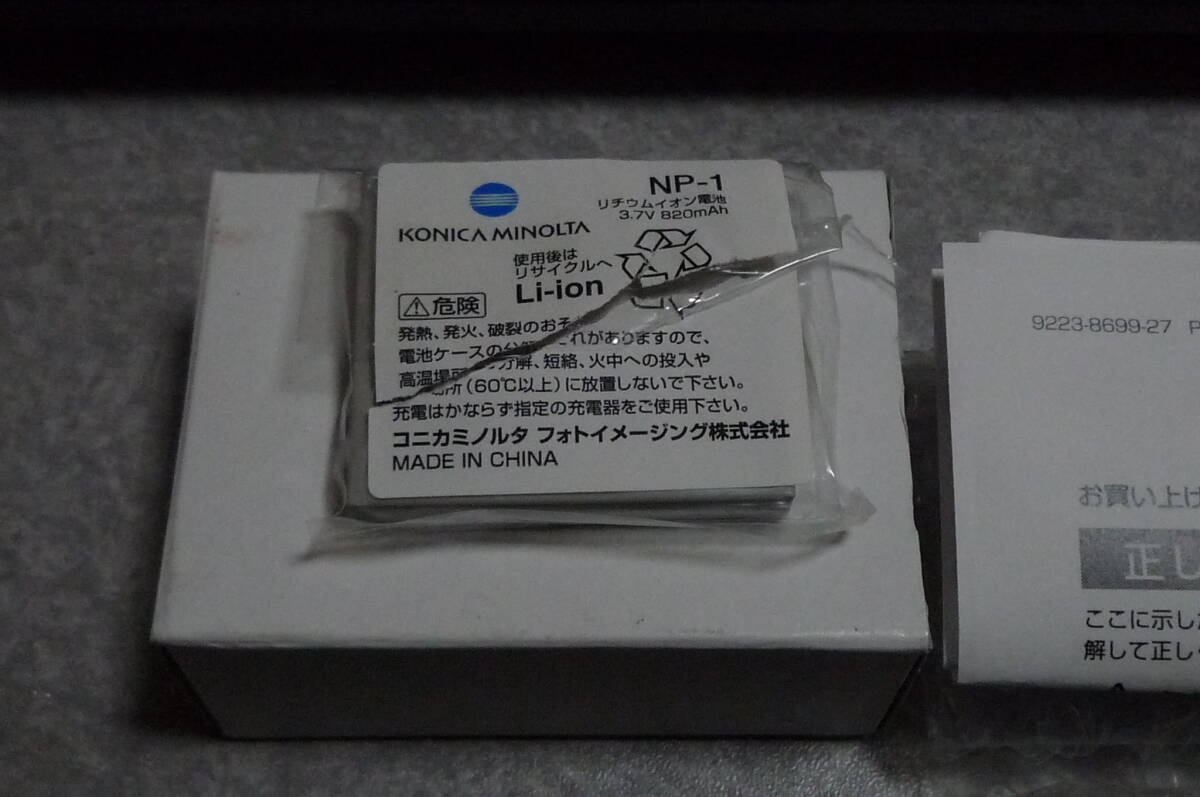 KONICA MINOLTA
NP-1
リチウムイオン電池
3.7V 820mAh
使用後は
リサイクルへ
Li-ion
危険
発熱、発火、破裂のおそれがありますので、
電池ケースの分解、短絡、火中への投入や
高温場所(60℃以上)に放置しないで下さい。
充電はかならず指定の充電器をご使用下さい。
コニカミノルタ フォトイメージング株式会社
MADE IN CHINA
9223-8699-27 P
お買い上げ
正し
ここに示した
解して正しく